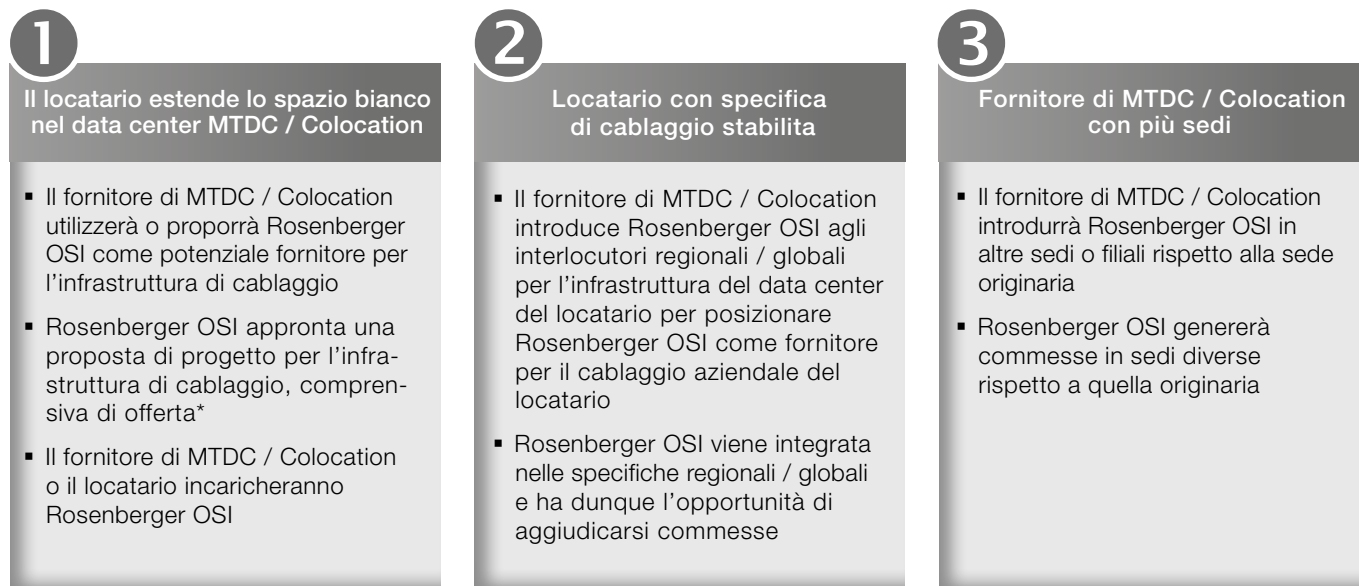 1
Il locatario estende lo spazio bianco
nel data center MTDC / Colocation
▪ Il fornitore di MTDC / Colocation
utilizzerà o proporrà Rosenberger
OSI come potenziale fornitore per
l’infrastruttura di cablaggio
▪ Rosenberger OSI appronta una
proposta di progetto per l’infra-
struttura di cablaggio, compren-
siva di offerta*
▪ Il fornitore di MTDC / Colocation
o il locatario incaricheranno
Rosenberger OSI
2
Locatario con specifica
di cablaggio stabilita
▪ Il fornitore di MTDC / Colocation
introduce Rosenberger OSI agli
interlocutori regionali / globali
per l’infrastruttura del data center
del locatario per posizionare
Rosenberger OSI come fornitore
per il cablaggio aziendale del
locatario
▪ Rosenberger OSI viene integrata
nelle specifiche regionali / globali
e ha dunque l’opportunità di
aggiudicarsi commesse
3
Fornitore di MTDC / Colocation
con più sedi
▪ Il fornitore di MTDC / Colocation
introdurrà Rosenberger OSI in
altre sedi o filiali rispetto alla sede
originaria
▪ Rosenberger OSI genererà
commesse in sedi diverse
rispetto a quella originaria